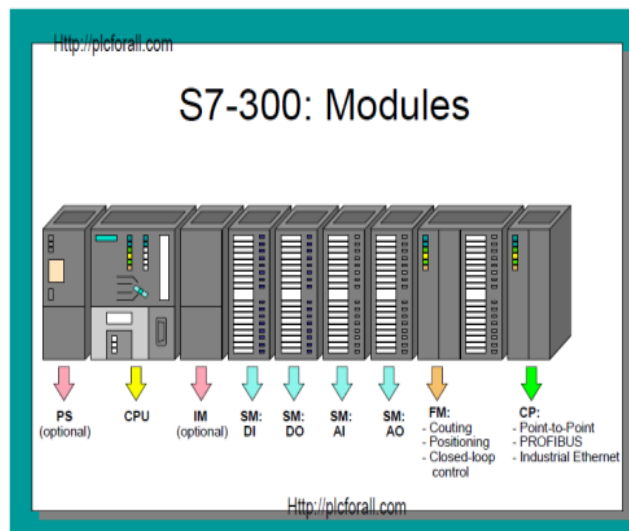 Http://plcforall.com
S7-300: Modules
PS
(optional)
CPU
IM
(optional)
SM:
DI
SM:
DO
SM:
AI
SM:
AO
FM:
- Couting
- Positioning
- Closed-loop
control
CP:
- Point-to-Point
- PROFIBUS
- Industrial Ethernet
Http://plcforall.com